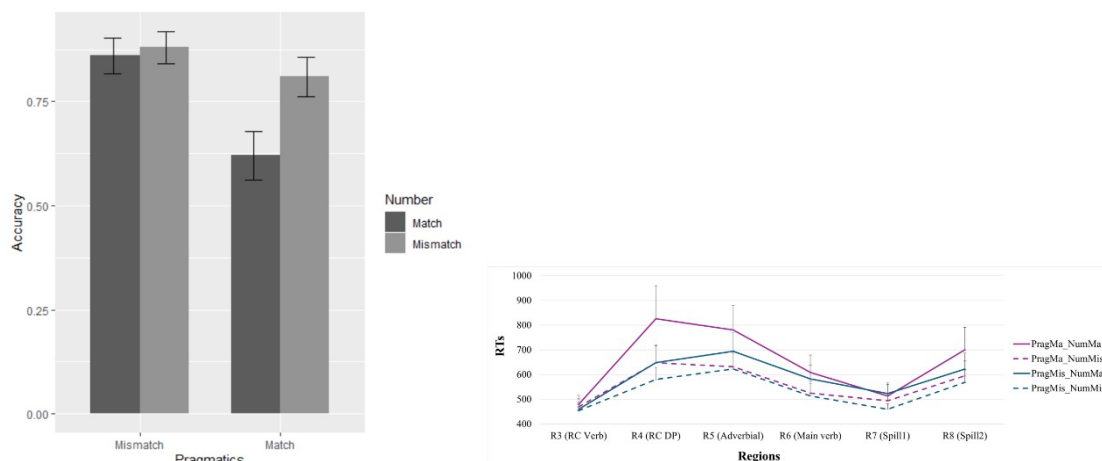 0.75
0.50
0.25
0.00
Accuracy
Mismatch
Match
Pragmatics
Number
Match
Mismatch
1000
900
800
700
600
500
400
RTs
R3 (RC Verb)
R4 (RC DP)
R5 (Adverbial)
R6 (Main verb)
R7 (Spill1)
R8 (Spill2)
Regions
PragMa_NumMa
PragMa_NumMis
PragMis_NumMa
PragMis_NumMis